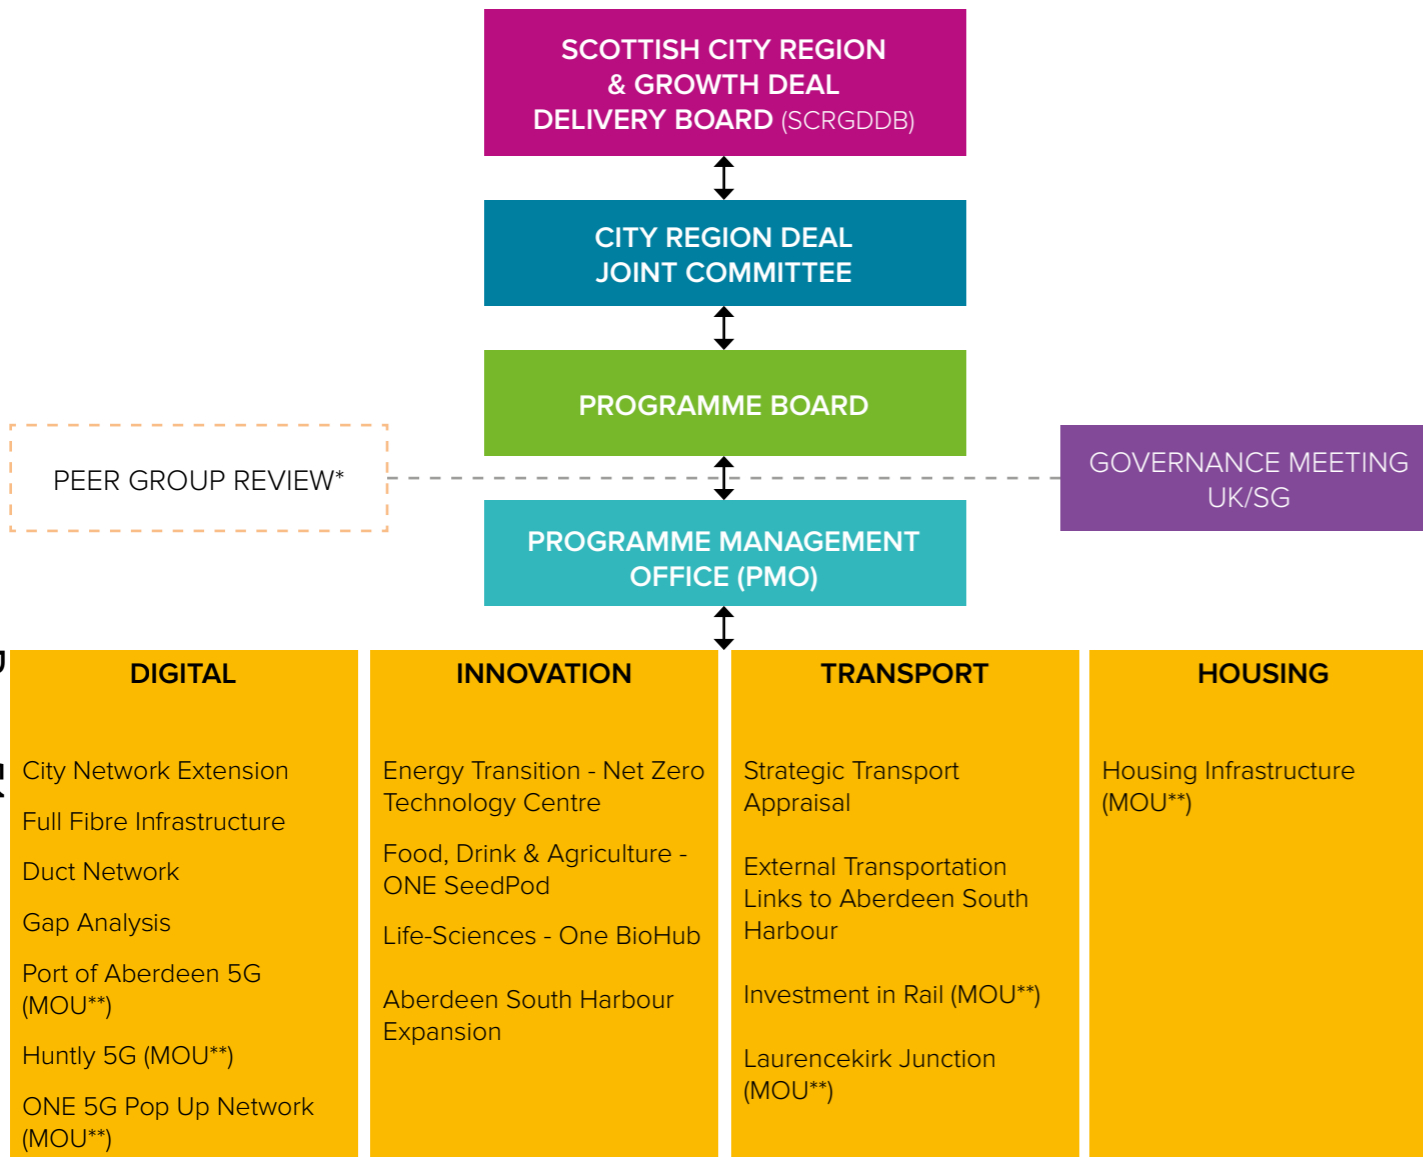 SCOTTISH CITY REGION
& GROWTH DEAL
DELIVERY BOARD (SCRGDDB)
CITY REGION DEAL
JOINT COMMITTEE
PROGRAMME BOARD
PEER GROUP REVIEW*
GOVERNANCE MEETING
UK/SG
PROGRAMME MANAGEMENT
OFFICE (PMO)
DIGITAL
City Network Extension
Full Fibre Infrastructure
Duct Network
Gap Analysis
Port of Aberdeen 5G
(MOU**)
Huntly 5G (MOU**)
ONE 5G Pop Up Network
(MOU**)
INNOVATION
Energy Transition - Net Zero
Technology Centre
Food, Drink & Agriculture -
ONE SeedPod
Life-Sciences - One BioHub
Aberdeen South Harbour
Expansion
TRANSPORT
Strategic Transport
Appraisal
External Transportation
Links to Aberdeen South
Harbour
Investment in Rail (MOU**)
Laurencekirk Junction
(MOU**)
HOUSING
Housing Infrastructure
(MOU**)